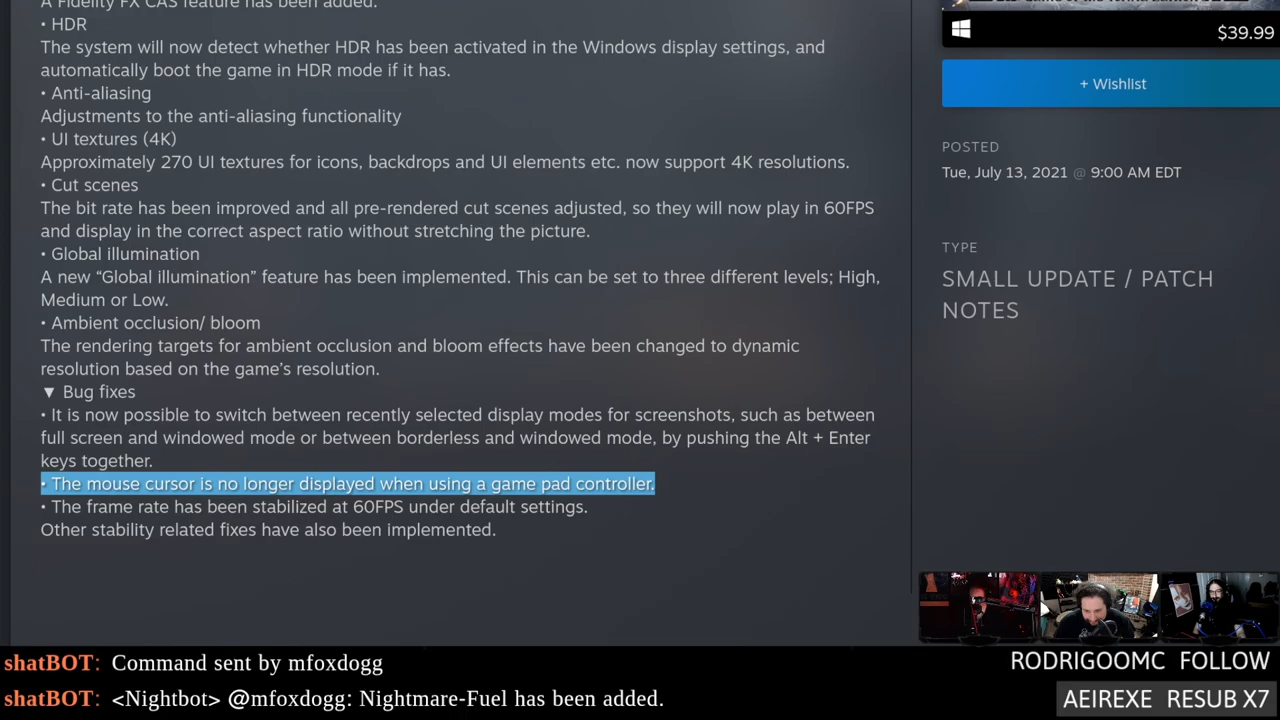 A Fidelity FX CAS feature has been added.
• HDR
The system will now detect whether HDR has been activated in the Windows display settings, and
automatically boot the game in HDR mode if it has.
• Anti-aliasing
Adjustments to the anti-aliasing functionality
• UI textures (4K)
Approximately 270 UI textures for icons, backdrops and UI elements etc. now support 4K resolutions.
• Cut scenes
The bit rate has been improved and all pre-rendered cut scenes adjusted, so they will now play in 60FPS
and display in the correct aspect ratio without stretching the picture.
• Global illumination
A new “Global illumination” feature has been implemented. This can be set to three different levels; High,
Medium or Low.
• Ambient occlusion/ bloom
The rendering targets for ambient occlusion and bloom effects have been changed to dynamic
resolution based on the game’s resolution.
▼ Bug fixes
• It is now possible to switch between recently selected display modes for screenshots, such as between
full screen and windowed mode or between borderless and windowed mode, by pushing the Alt + Enter
keys together.
• The mouse cursor is no longer displayed when using a game pad controller.
• The frame rate has been stabilized at 60FPS under default settings.
Other stability related fixes have also been implemented.
$39.99
+ Wishlist
POSTED
Tue, July 13, 2021 @ 9:00 AM EDT
TYPE
SMALL UPDATE / PATCH
NOTES
shatBOT: Command sent by mfoxdogg
shatBOT: <Nightbot> @mfoxdogg: Nightmare-Fuel has been added.
RODRIGOOMC FOLLOW
AEIREXE RESUB X7